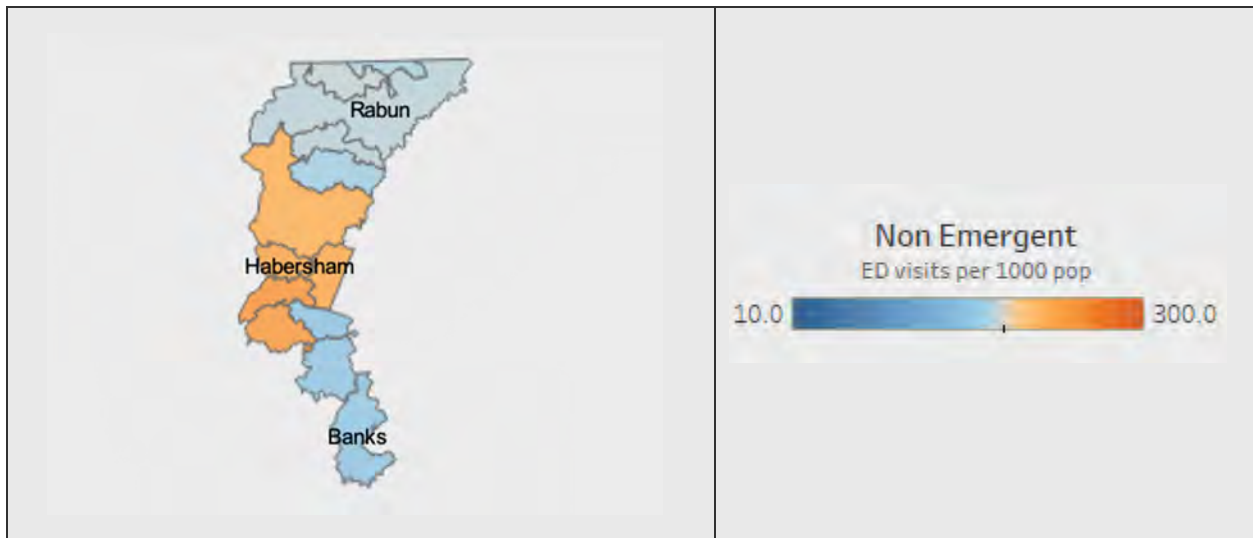 Rabun
Habersham
Banks
Non Emergent
ED visits per 1000 pop
10.0 300.0